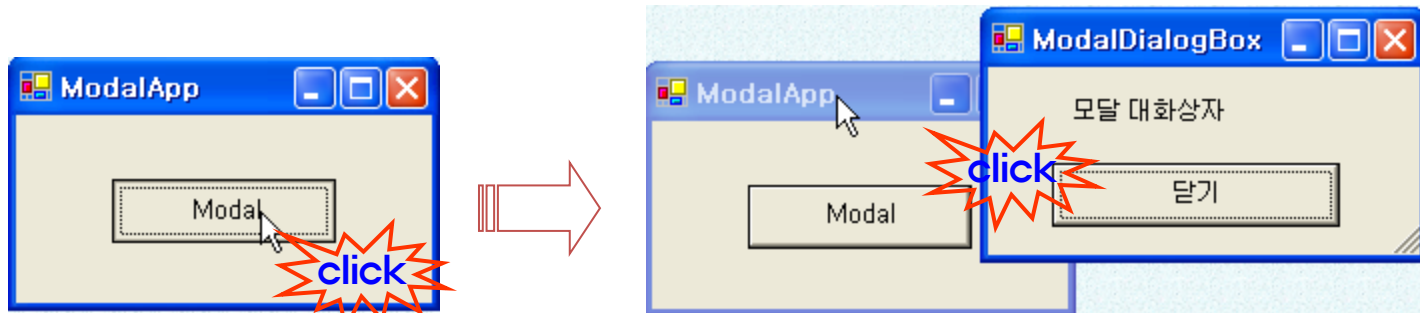 ModalApp
Modal
click
ModalApp
Modal
ModalDialogBox
모달 대화상자
click
닫기